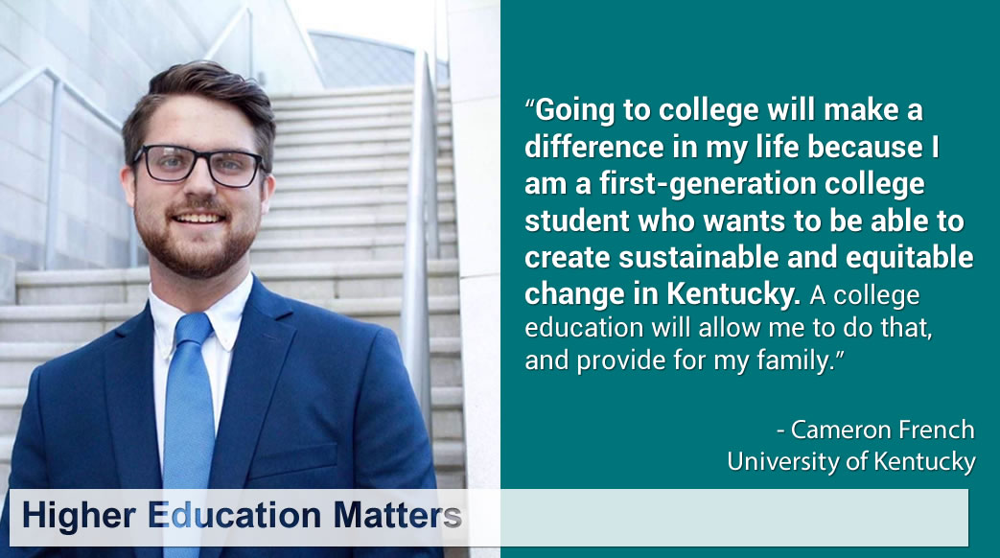 “Going to college will make a
difference in my life because I
am a first-generation college
student who wants to be able to
create sustainable and equitable
change in Kentucky. A college
education will allow me to do that,
and provide for my family.”
- Cameron French
University of Kentucky
Higher Education Matters